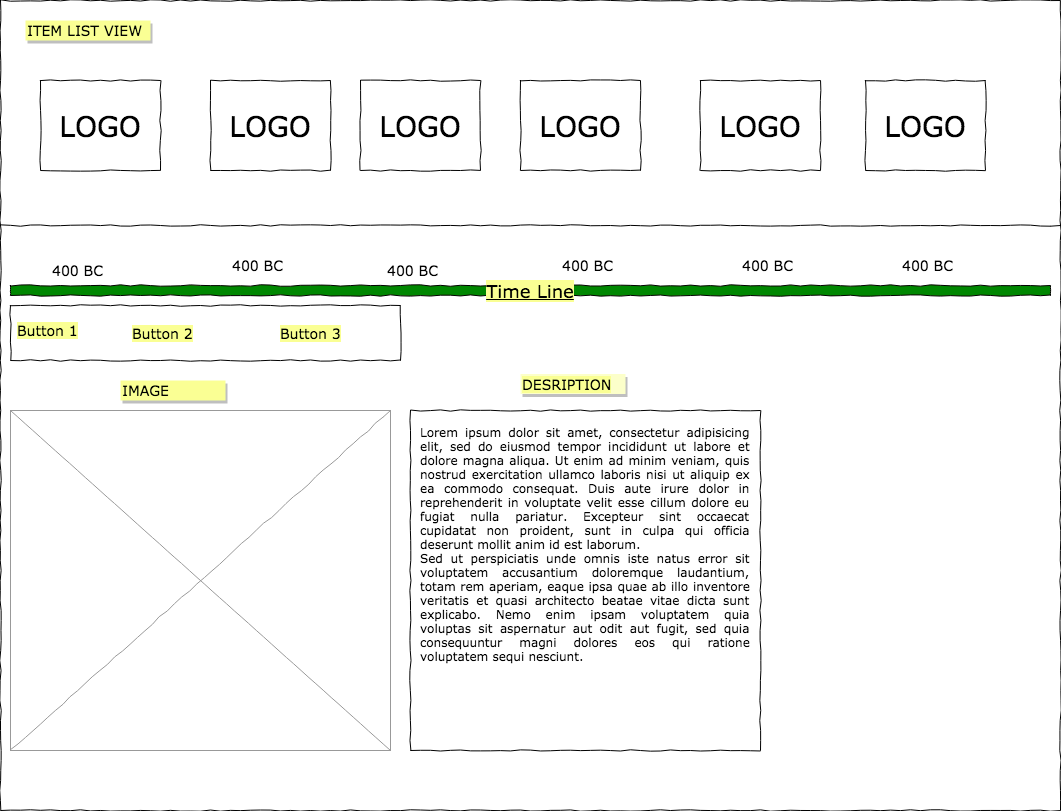 ITEM LIST VIEW
LOGO
LOGO
LOGO
LOGO
LOGO
LOGO
400 BC
400 BC
400 BC
400 BC
400 BC
400 BC
Time Line
Button 1
Button 2
Button 3
IMAGE
DESRIPTION
Lorem ipsum dolor sit amet, consectetur adipisicing
elit, sed do eiusmod tempor incididunt ut labore et
dolore magna aliqua. Ut enim ad minim veniam, quis
nostrud exercitation ullamco laboris nisi ut aliquip ex
ea commodo consequat. Duis aute irure dolor in
reprehenderit in voluptate velit esse cillum dolore eu
fugiat nulla pariatur. Excepteur sint occaecat
cupidatat non proident, sunt in culpa qui officia
deserunt mollit anim id est laborum.
Sed ut perspiciatis unde omnis iste natus error sit
voluptatem accusantium doloremque laudantium,
totam rem aperiam, eaque ipsa quae ab illo inventore
veritatis et quasi architecto beatae vitae dicta sunt
explicabo. Nemo enim ipsam voluptatem quia
voluptas sit aspernatur aut odit aut fugit, sed quia
consequuntur magni dolores eos qui ratione
voluptatem sequi nesciunt.